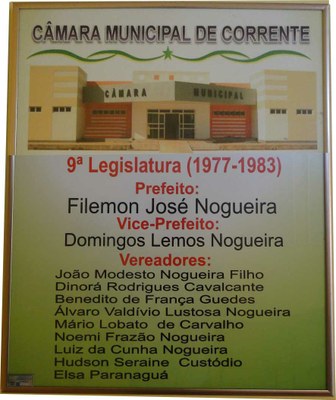 CÂMARA MUNICIPAL DE CORRENTE
CÂMARA MUNICIPAL
9ª Legislatura (1977-1983)
Prefeito:
Filemon José Nogueira
Vice-Prefeito:
Domingos Lemos Nogueira
Vereadores:
João Modesto Nogueira Filho
Dinorá Rodrigues Cavalcante
Benedito de França Guedes
Álvaro Valdívio Lustosa Nogueira
Mário Lobato de Carvalho
Noemi Frazão Nogueira
Luiz da Cunha Nogueira
Hudson Seraine Custódio
Elsa Paranaguá